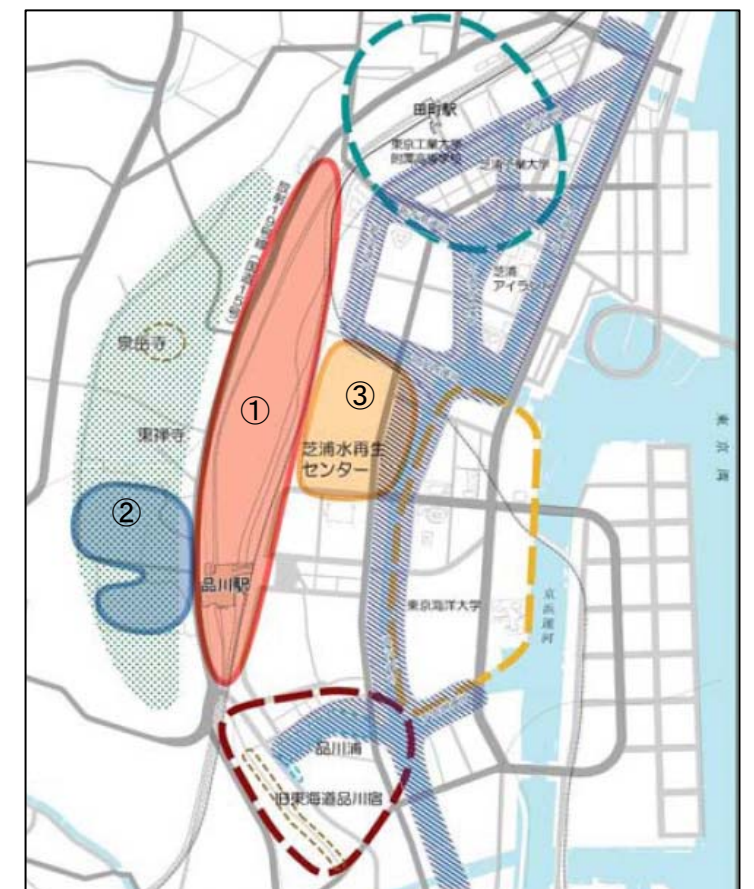 田町駅
東京工業大学
附属高等学校
芝浦工業大学
芝浦
アイランド
泉岳寺
①
③
芝浦水再生
センター
東禅寺
②
品川駅
東京海洋大学
東京湾
京浜運河
品川浦
旧東海道品川宿